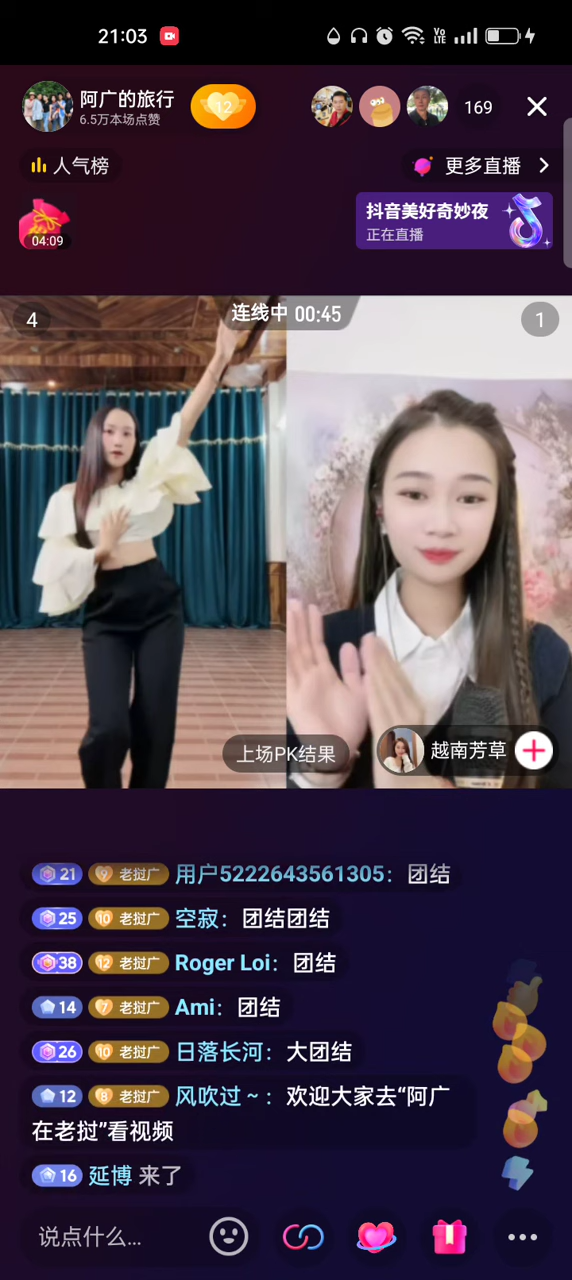 21:03
Vo
LTE
阿广的旅行
6.5万本场点赞
12
169
人气榜
更多直播
04:09
抖音美好奇妙夜
正在直播
4
连线中 00:45
1
上场PK结果
越南芳草
21 9 老挝广 用户5222643561305：团结
25 10 老挝广 空寂：团结团结
38 12 老挝广 Roger Loi：团结
14 7 老挝广 Ami：团结
26 10 老挝广 日落长河：大团结
12 8 老挝广 风吹过～：欢迎大家去“阿广
在老挝”看视频
16 延博 来了
说点什么...